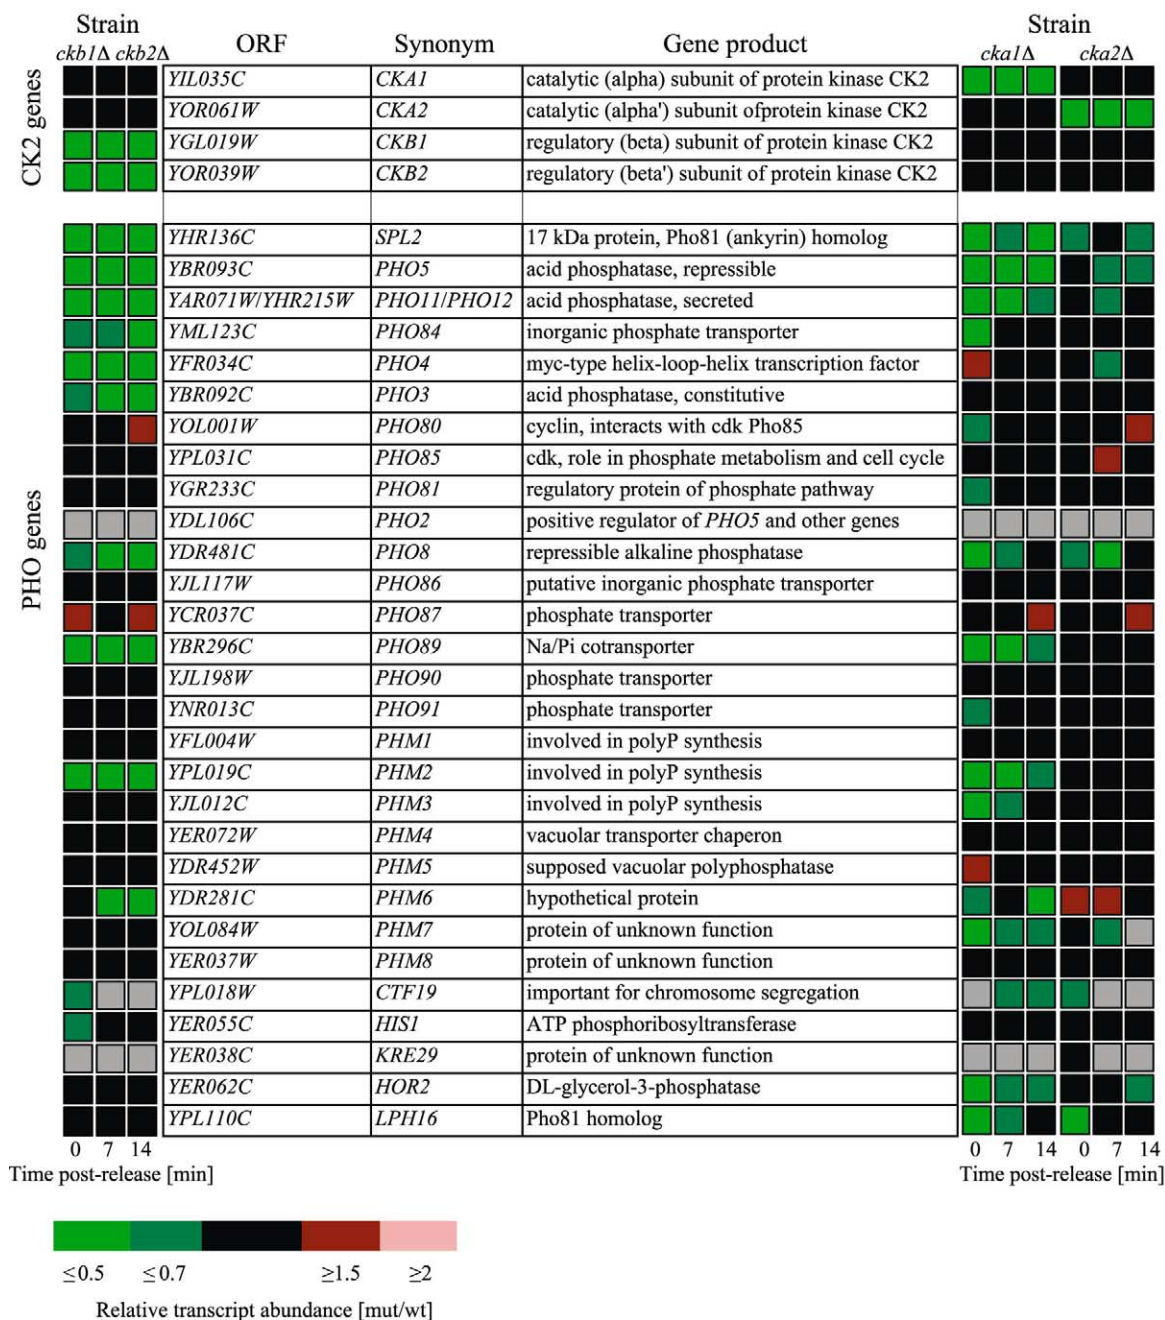 Strain
ckb1Δ ckb2Δ
ORF
Synonym
Gene product
Strain
cka1Δ
cka2Δ
CK2 genes
YIL035C CKA1 catalytic (alpha) subunit of protein kinase CK2
YOR061W CKA2 catalytic (alpha') subunit ofprotein kinase CK2
YGL019W CKB1 regulatory (beta) subunit of protein kinase CK2
YOR039W CKB2 regulatory (beta') subunit of protein kinase CK2
PHO genes
YHR136C SPL2 17 kDa protein, Pho81 (ankyrin) homolog
YBR093C PHO5 acid phosphatase, repressible
YAR071W/YHR215W PHO11/PHO12 acid phosphatase, secreted
YML123C PHO84 inorganic phosphate transporter
YFR034C PHO4 myc-type helix-loop-helix transcription factor
YBR092C PHO3 acid phosphatase, constitutive
YOL001W PHO80 cyclin, interacts with cdk Pho85
YPL031C PHO85 cdk, role in phosphate metabolism and cell cycle
YGR233C PHO81 regulatory protein of phosphate pathway
YDL106C PHO2 positive regulator of PHO5 and other genes
YDR481C PHO8 repressible alkaline phosphatase
YJL117W PHO86 putative inorganic phosphate transporter
YCR037C PHO87 phosphate transporter
YBR296C PHO89 Na/Pi cotransporter
YJL198W PHO90 phosphate transporter
YNR013C PHO91 phosphate transporter
YFL004W PHM1 involved in polyP synthesis
YPL019C PHM2 involved in polyP synthesis
YJL012C PHM3 involved in polyP synthesis
YER072W PHM4 vacuolar transporter chaperon
YDR452W PHM5 supposed vacuolar polyphosphatase
YDR281C PHM6 hypothetical protein
YOL084W PHM7 protein of unknown function
YER037W PHM8 protein of unknown function
YPL018W CTF19 important for chromosome segregation
YER055C HIS1 ATP phosphoribosyltransferase
YER038C KRE29 protein of unknown function
YER062C HOR2 DL-glycerol-3-phosphatase
YPL110C LPH16 Pho81 homolog
0 7 14
Time post-release [min]
0 7 14 0 7 14
Time post-release [min]
≤0.5 ≤0.7 ≥1.5 ≥2
Relative transcript abundance [mut/wt]